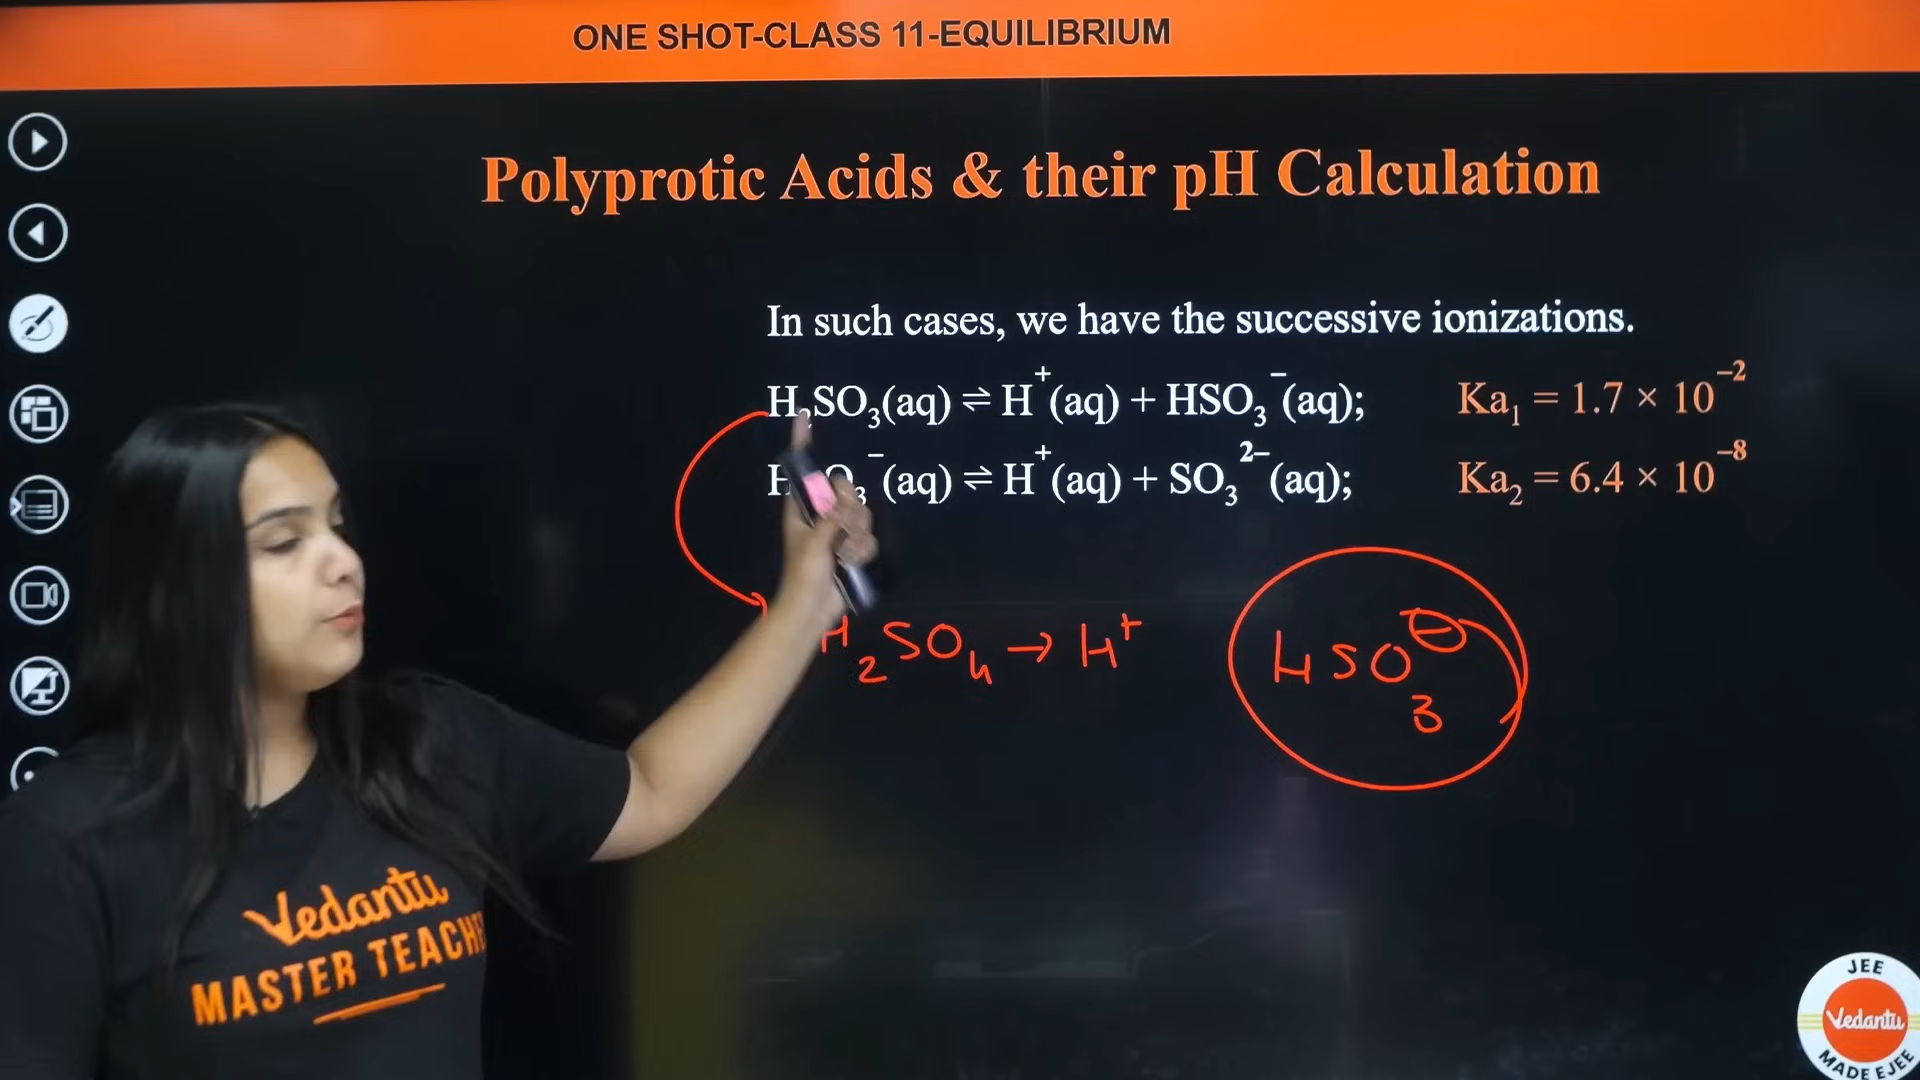 ONE SHOT-CLASS 11-EQUILIBRIUM
Polyprotic Acids & their pH Calculation
In such cases, we have the successive ionizations.
H₂SO₃(aq) ⇌ H⁺(aq) + HSO₃⁻(aq); Ka₁ = 1.7 × 10⁻²
H O₃⁻(aq) ⇌ H⁺(aq) + SO₃²⁻(aq); Ka₂ = 6.4 × 10⁻⁸
H₂SO₄ → H⁺ HSO₃⁻
Vedantu
MASTER TEACHE
JEE
Vedantu
MADE EJEE